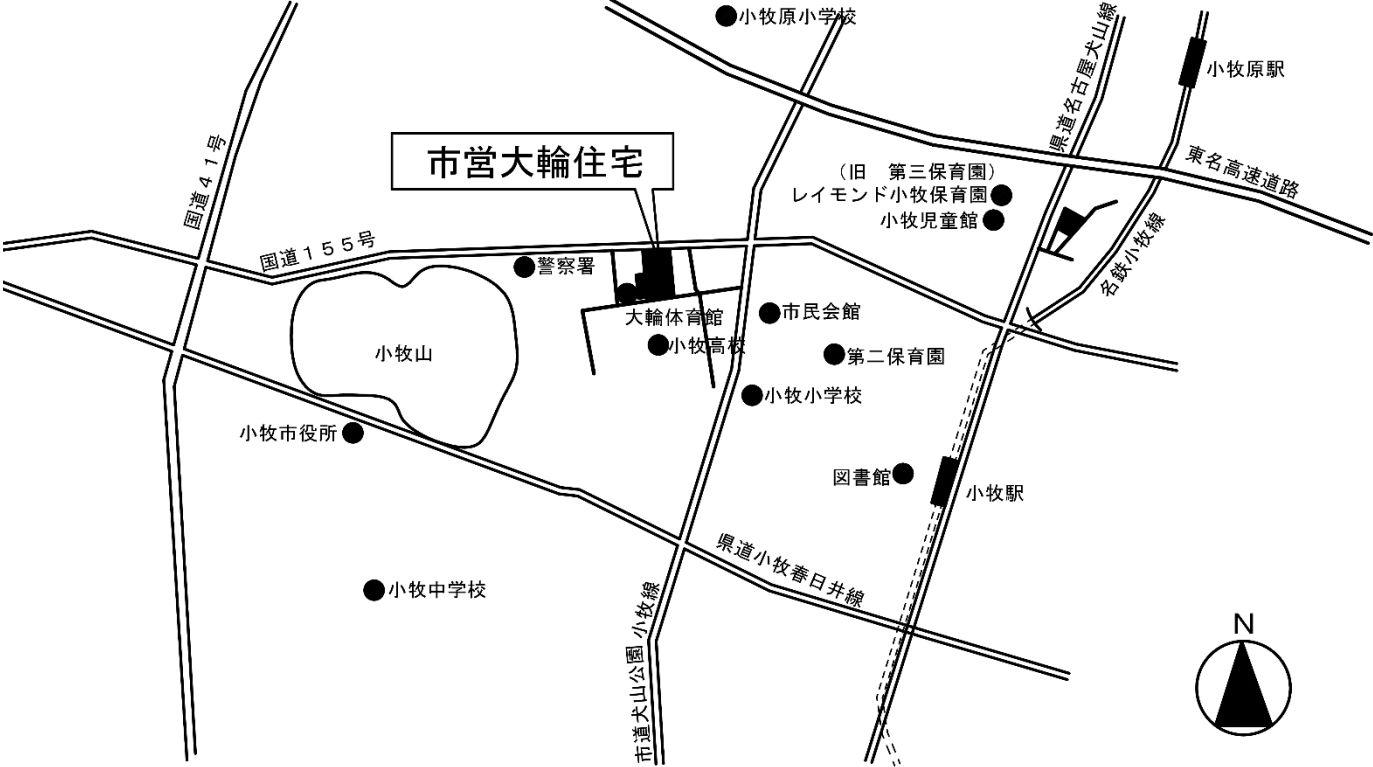 小牧原小学校
県道名古屋犬山線
小牧原駅
国道４１号
市営大輪住宅
（旧　第三保育園）
レイモンド小牧保育園
小牧児童館
東名高速道路
国道１５５号
警察署
名鉄小牧線
大輪体育館
市民会館
小牧山
小牧高校
第二保育園
小牧小学校
小牧市役所
図書館
小牧駅
県道小牧春日井線
小牧中学校
市道犬山公園小牧線
N